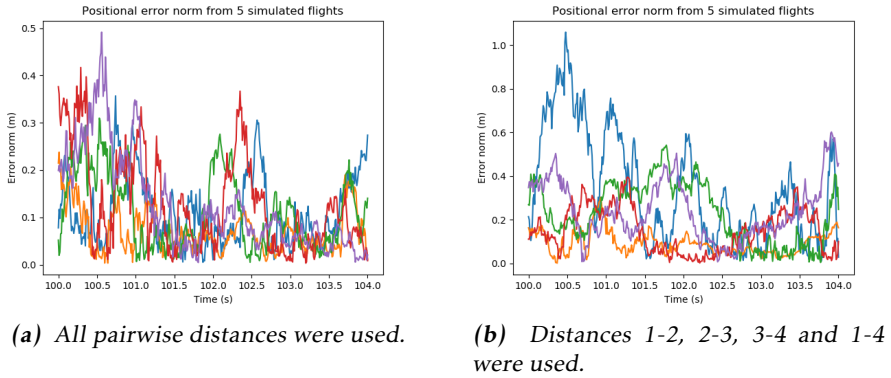 Positional error norm from 5 simulated flights
0.5
0.4
0.3
0.2
0.1
0.0
Error norm (m)
100.0 100.5 101.0 101.5 102.0 102.5 103.0 103.5 104.0
Time (s)
(a) All pairwise distances were used.
Positional error norm from 5 simulated flights
1.0
0.8
0.6
0.4
0.2
0.0
Error norm (m)
100.0 100.5 101.0 101.5 102.0 102.5 103.0 103.5 104.0
Time (s)
(b) Distances 1-2, 2-3, 3-4 and 1-4
were used.